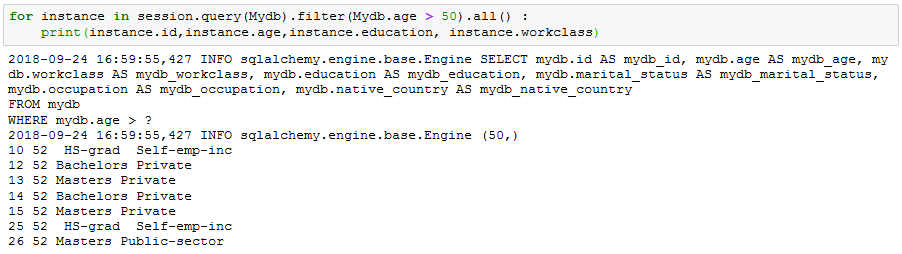 for instance in session.query(Mydb).filter(Mydb.age > 50).all() :
    print(instance.id,instance.age,instance.education, instance.workclass)
2018-09-24 16:59:55,427 INFO sqlalchemy.engine.base.Engine SELECT mydb.id AS mydb_id, mydb.age AS mydb_age, my
db.workclass AS mydb_workclass, mydb.education AS mydb_education, mydb.marital_status AS mydb_marital_status,
mydb.occupation AS mydb_occupation, mydb.native_country AS mydb_native_country
FROM mydb
WHERE mydb.age > ?
2018-09-24 16:59:55,427 INFO sqlalchemy.engine.base.Engine (50,)
10 52  HS-grad  Self-emp-inc
12 52 Bachelors Private
13 52 Masters Private
14 52 Bachelors Private
15 52 Masters Private
25 52  HS-grad  Self-emp-inc
26 52 Masters Public-sector